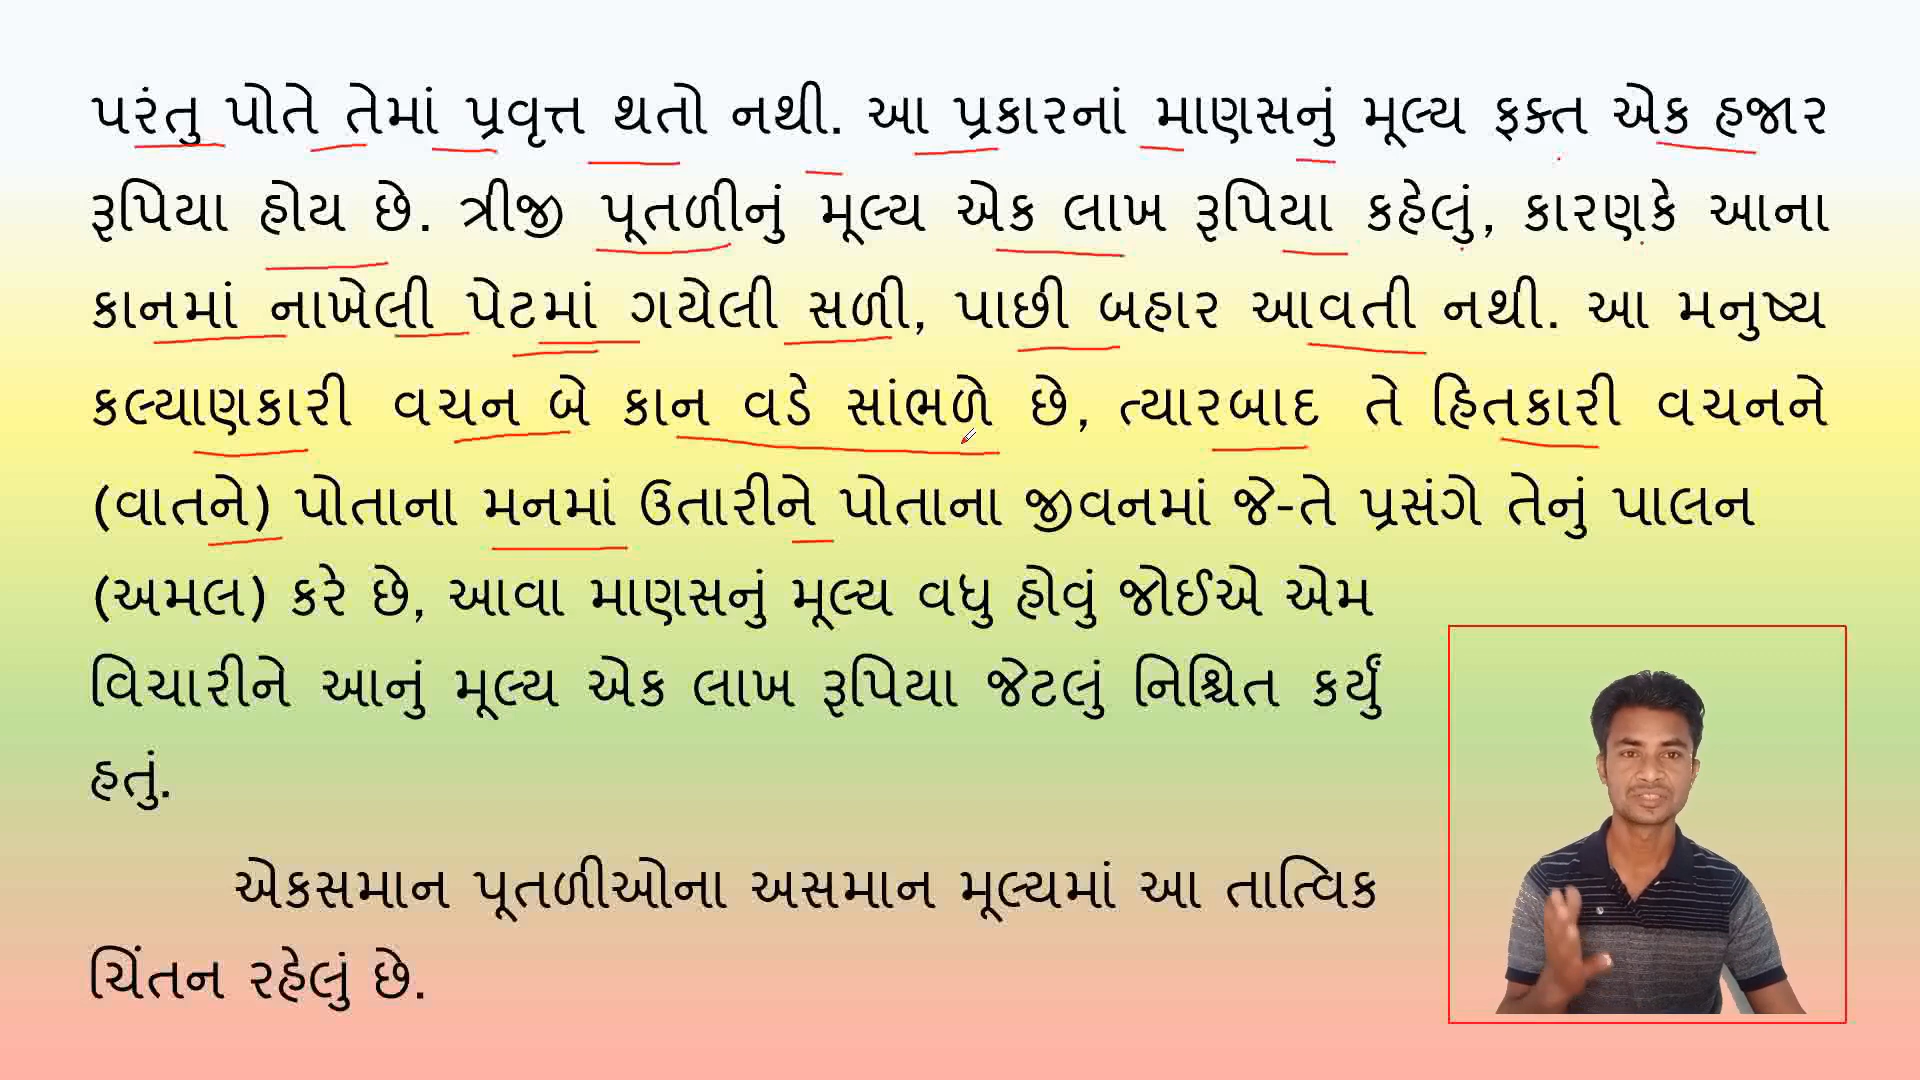 પરંતુ પોતે તેમાં પ્રવૃત્ત થતો નથી. આ પ્રકારનાં માણસનું મૂલ્ય ફક્ત એક હજાર
રૂપિયા હોય છે. ત્રીજી પૂતળીનું મૂલ્ય એક લાખ રૂપિયા કહેલું, કારણકે આના
કાનમાં નાખેલી પેટમાં ગયેલી સળી, પાછી બહાર આવતી નથી. આ મનુષ્ય
કલ્યાણકારી વચન બે કાન વડે સાંભળે છે, ત્યારબાદ તે હિતકારી વચનને
(વાતને) પોતાના મનમાં ઉતારીને પોતાના જીવનમાં જે-તે પ્રસંગે તેનું પાલન
(અમલ) કરે છે, આવા માણસનું મૂલ્ય વધુ હોવું જોઈએ એમ
વિચારીને આનું મૂલ્ય એક લાખ રૂપિયા જેટલું નિશ્ચિત કર્યું
હતું.
એકસમાન પૂતળીઓના અસમાન મૂલ્યમાં આ તાત્વિક
ચિંતન રહેલું છે.